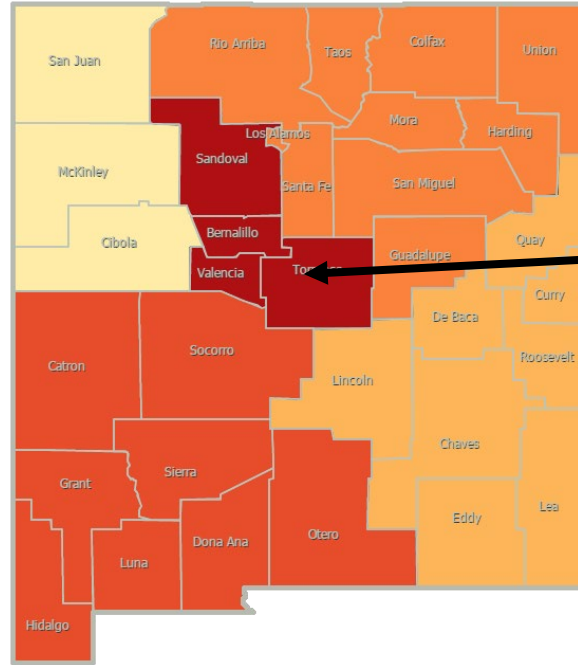 Rio Arriba
Taos
Colfax
Union
San Juan
Los Alamos
Mora
Harding
Sandoval
McKinley
Santa Fe
San Miguel
Bernalillo
Cibola
Quay
Guadalupe
Valencia
Curry
De Baca
Socorro
Roosevelt
Catron
Lincoln
Chaves
Sierra
Grant
Lea
Eddy
Otero
Dona Ana
Luna
Hidalgo